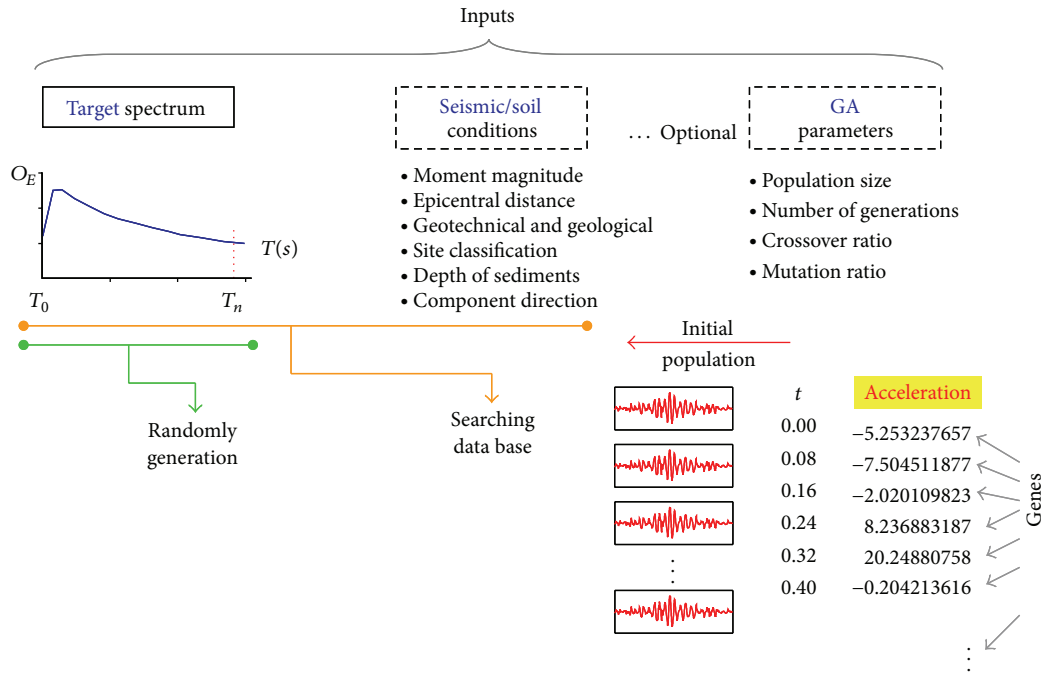 Inputs
Target spectrum
Seismic/soil
conditions
... Optional
GA
parameters
O_E
T(s)
T_0
T_n
• Moment magnitude
• Epicentral distance
• Geotechnical and geological
• Site classification
• Depth of sediments
• Component direction
• Population size
• Number of generations
• Crossover ratio
• Mutation ratio
Initial
population
Randomly
generation
Searching
data base
t Acceleration
0.00 −5.253237657
0.08 −7.504511877
0.16 −2.020109823
0.24 8.236883187
0.32 20.24880758
0.40 −0.204213616
⋮
⋮
Genes